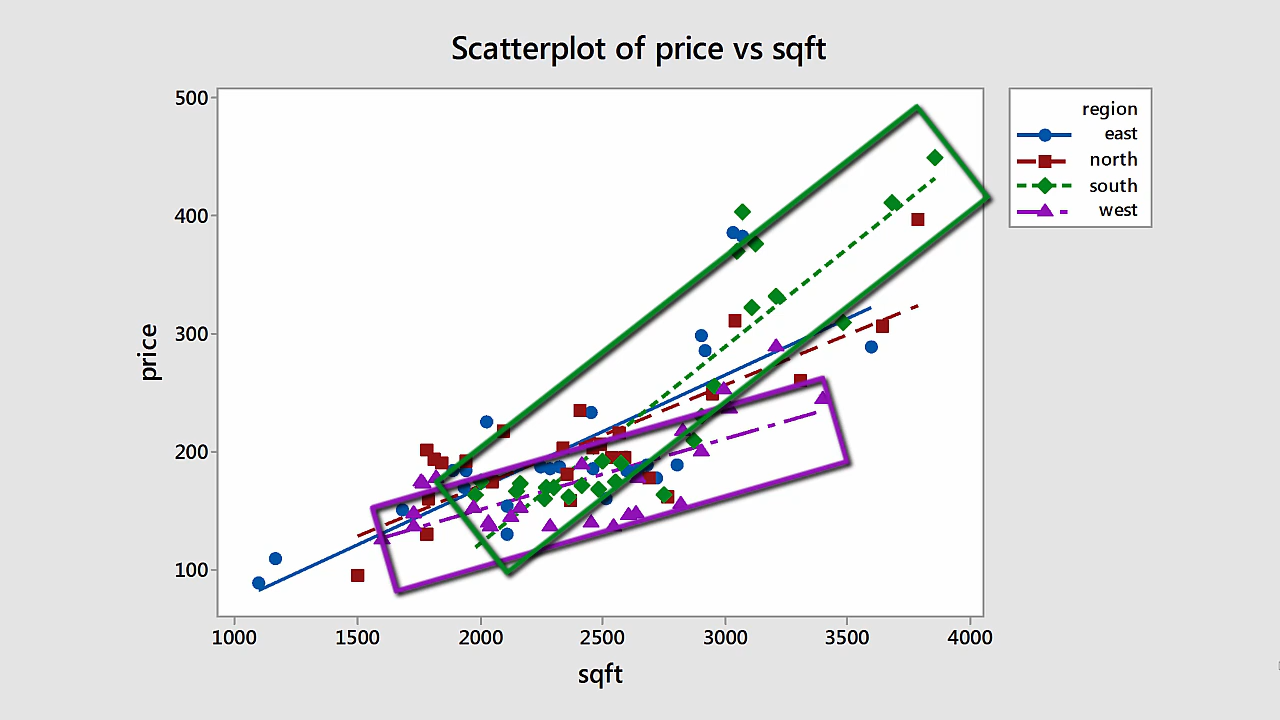 Scatterplot of price vs sqft
500
400
300
200
100
price
1000 1500 2000 2500 3000 3500 4000
sqft
region
east
north
south
west